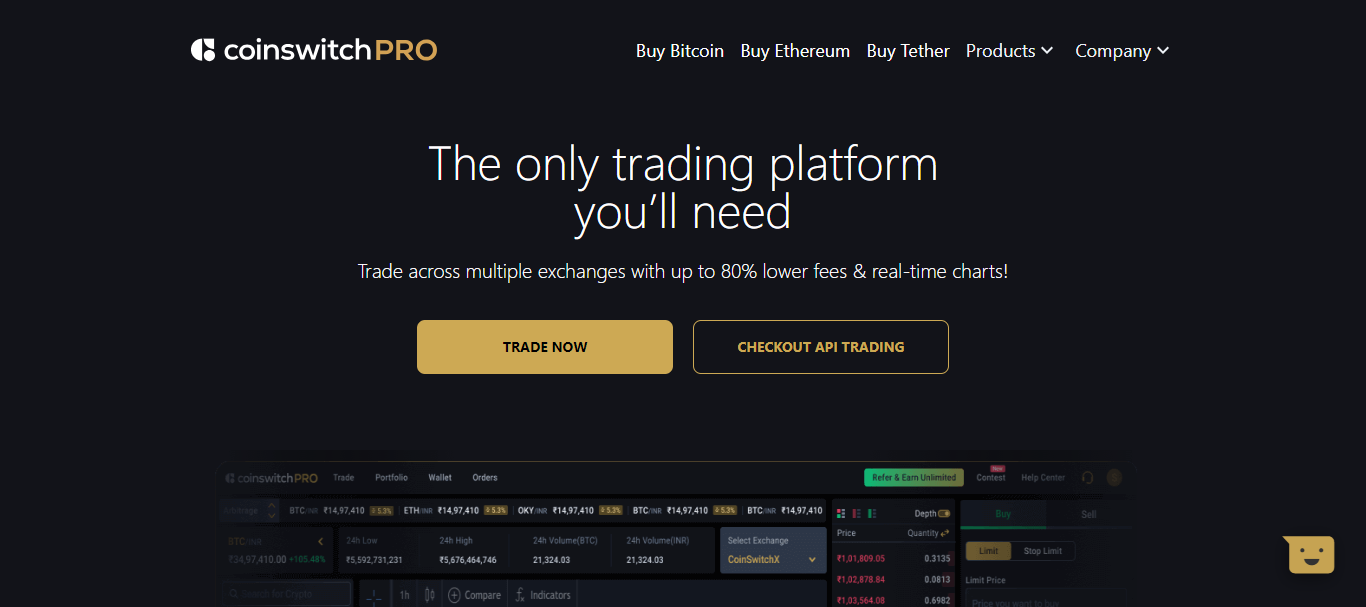 coinswitchPRO
Buy Bitcoin Buy Ethereum Buy Tether Products Company
The only trading platform
you'll need
Trade across multiple exchanges with up to 80% lower fees & real-time charts!
TRADE NOW CHECKOUT API TRADING
coinswitchPRO Trade Portfolio Wallet Orders Refer & Earn Unlimited New Contest Help Center
Arbitrage BTC/INR ₹14,97,410 5.3% ETH/INR ₹14,97,410 5.3% OKY/INR ₹14,97,410 5.3% BTC/INR ₹14,97,410 5.3% BTC/INR ₹14,97,410 Depth Buy Sell
BTC/INR 24h Low 24h High 24h Volume(BTC) 24h Volume(INR) Select Exchange Price Quantity
₹34,97,410.00 +105.48% ₹5,592,731,231 ₹5,676,464,746 21,324.03 21,324.03 CoinSwitchX ₹1,01,809.05 0.3135 Limit Stop Limit
₹1,02,878.84 0.0813 Limit Price
Search for Crypto 1h Compare Indicators ₹1,03,564.08 0.6982 Price you want to buy